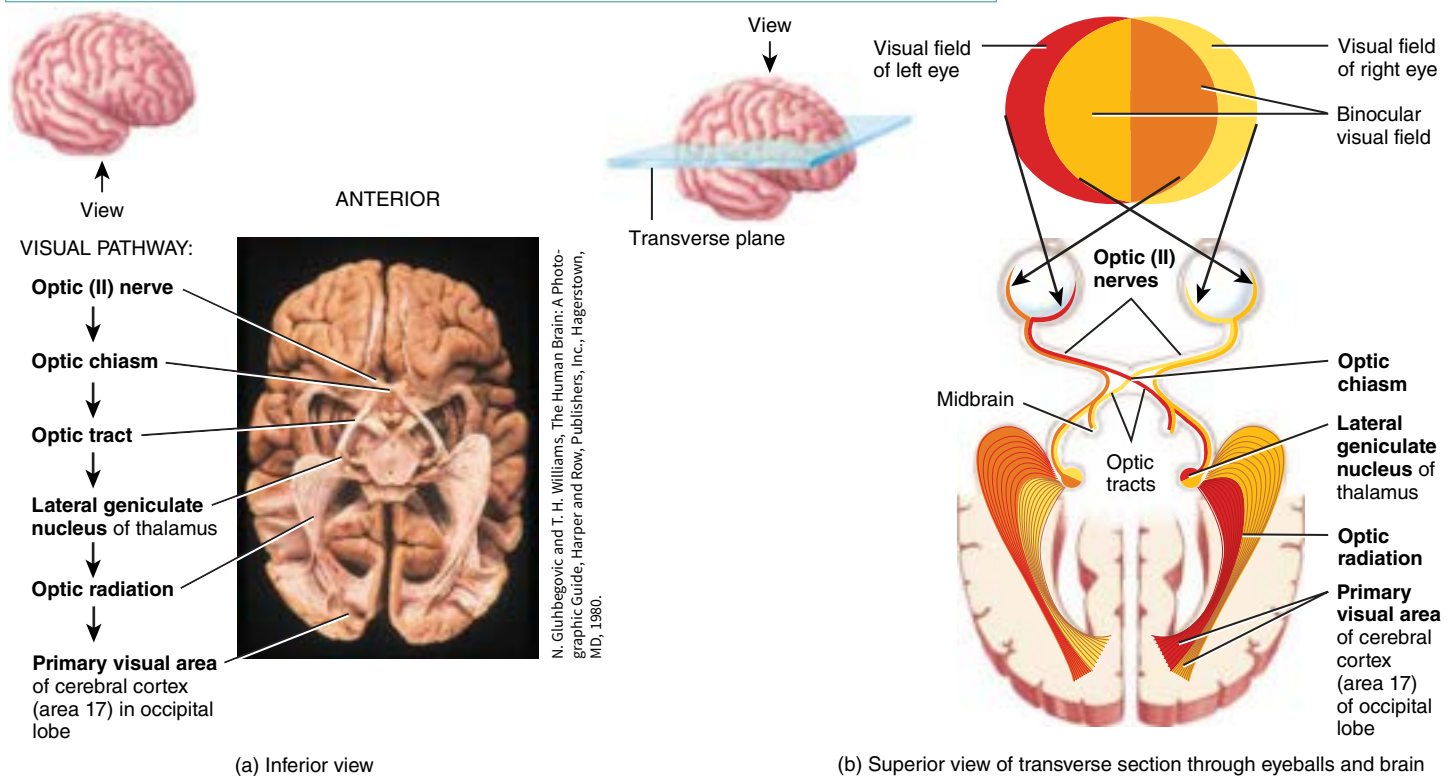 View
VISUAL PATHWAY:
Optic (II) nerve
Optic chiasm
Optic tract
Lateral geniculate
nucleus of thalamus
Optic radiation
Primary visual area
of cerebral cortex
(area 17) in occipital
lobe
ANTERIOR
N. Gluhbegovic and T. H. Williams, The Human Brain: A Photo-
graphic Guide, Harper and Row, Publishers, Inc., Hagerstown,
MD, 1980.
(a) Inferior view
View
Transverse plane
Visual field
of left eye
Visual field
of right eye
Binocular
visual field
Optic (II)
nerves
Optic
chiasm
Midbrain
Optic
tracts
Lateral
geniculate
nucleus of
thalamus
Optic
radiation
Primary
visual area
of cerebral
cortex
(area 17)
of occipital
lobe
(b) Superior view of transverse section through eyeballs and brain